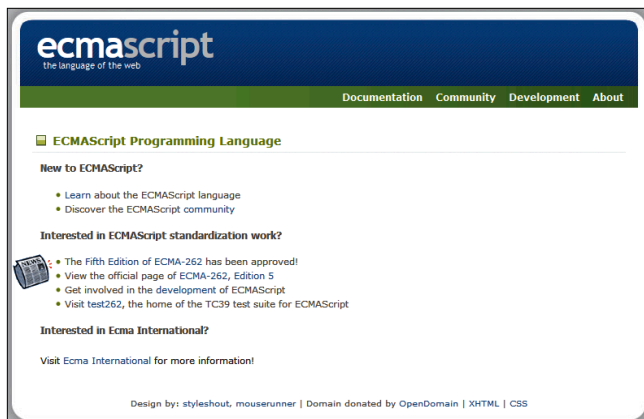 ecmascript
the language of the web
Documentation Community Development About
ECMAScript Programming Language
New to ECMAScript?
• Learn about the ECMAScript language
• Discover the ECMAScript community
Interested in ECMAScript standardization work?
NEWS
• The Fifth Edition of ECMA-262 has been approved!
• View the official page of ECMA-262, Edition 5
• Get involved in the development of ECMAScript
• Visit test262, the home of the TC39 test suite for ECMAScript
Interested in Ecma International?
Visit Ecma International for more information!
Design by: styleshout, mouserunner | Domain donated by OpenDomain | XHTML | CSS